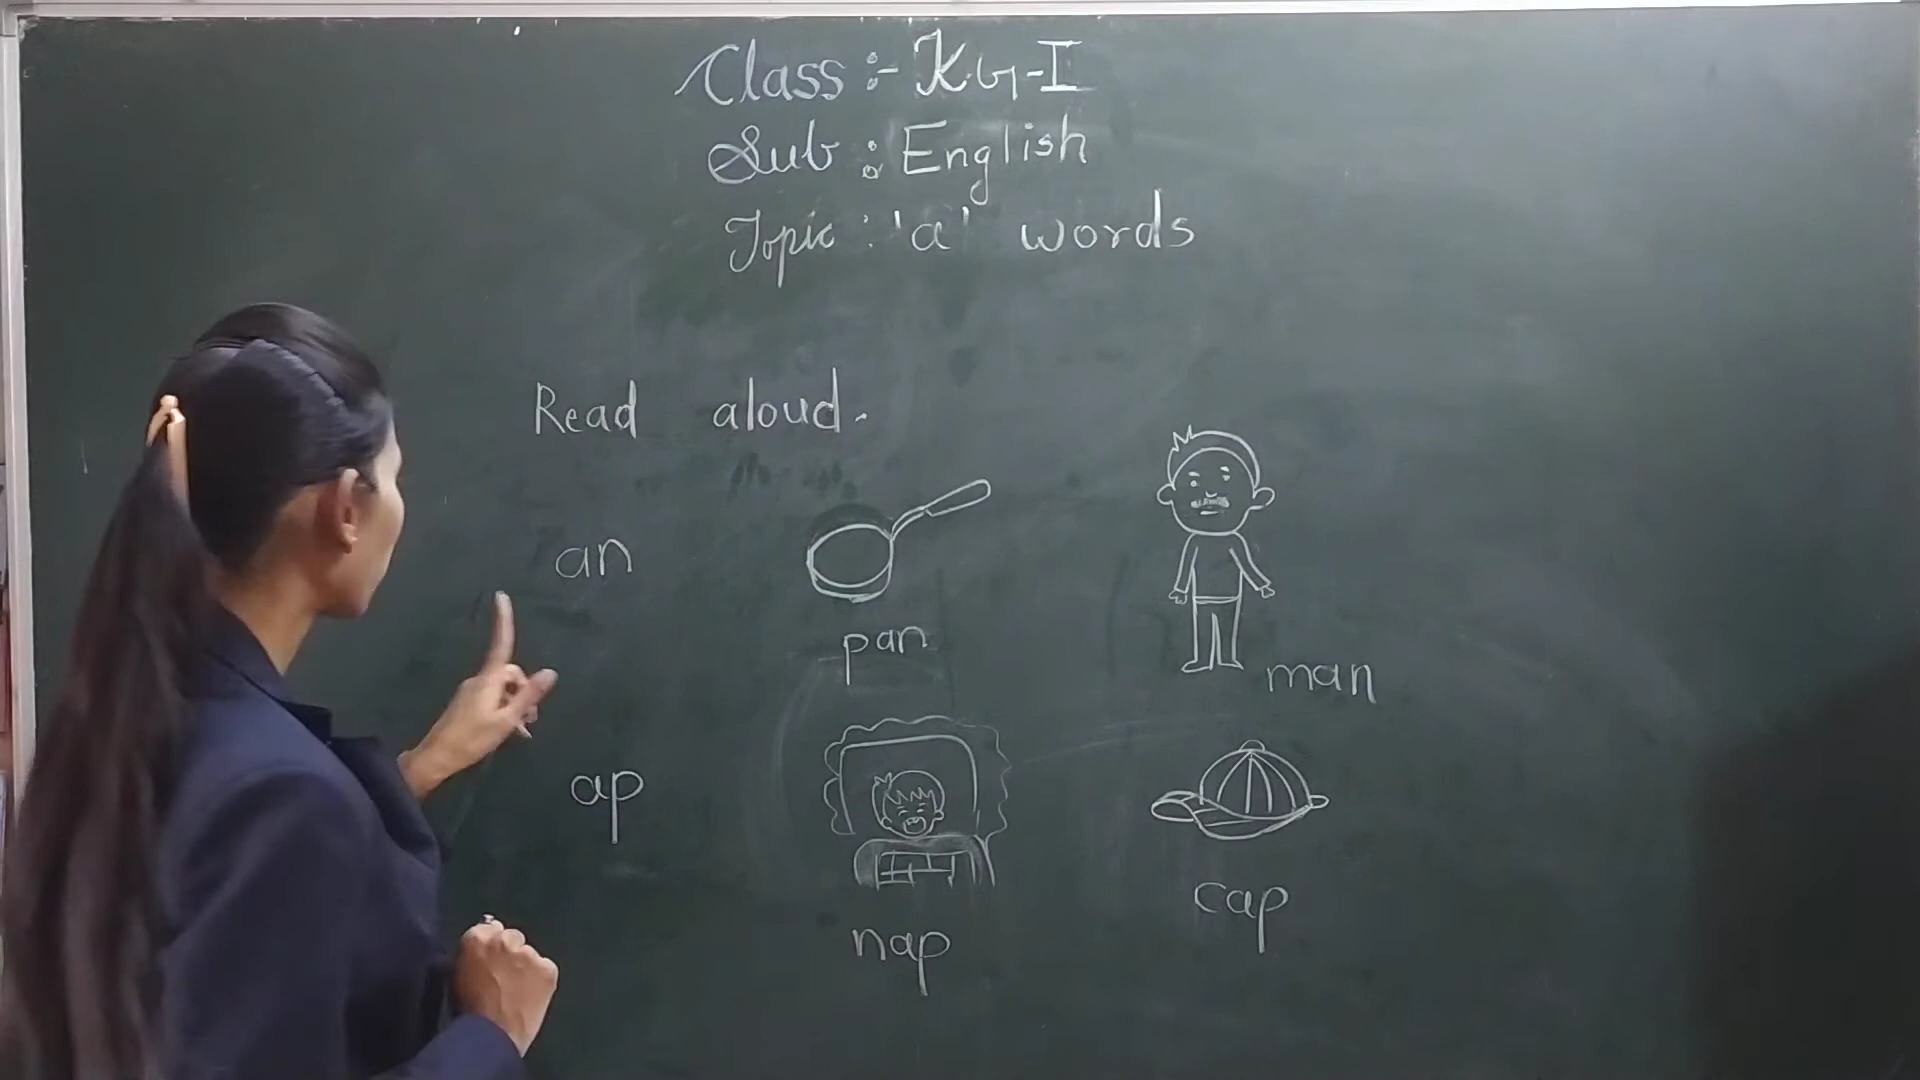 Class :- KG-I
Sub : English
Topic : 'a' words
Read aloud.
an
pan
man
ap
nap
cap